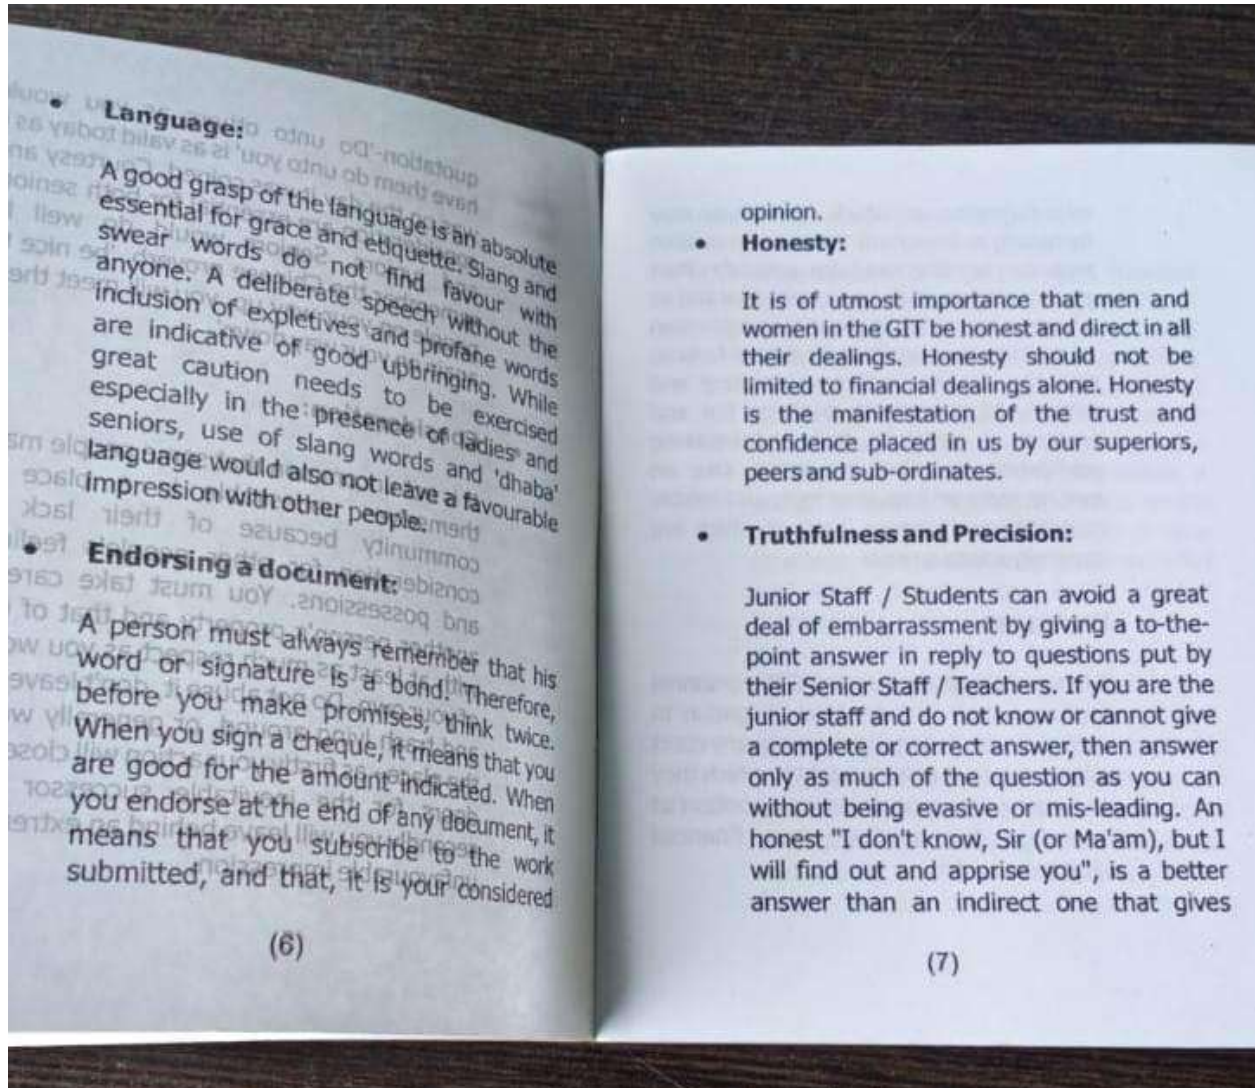 • Language:
A good grasp of the language is an absolute
essential for grace and etiquette. Slang and
swear words do not find favour with
anyone. A deliberate speech without the
inclusion of expletives and profane words
are indicative of good upbringing. While
great caution needs to be exercised
especially in the presence of ladies and
seniors, use of slang words and 'dhaba'
language would also not leave a favourable
impression with other people.
• Endorsing a document:
A person must always remember that his
word or signature is a bond. Therefore,
before you make promises, think twice.
When you sign a cheque, it means that you
are good for the amount indicated. When
you endorse at the end of any document, it
means that you subscribe to the work
submitted, and that, it is your considered
(6)
opinion.
• Honesty:
It is of utmost importance that men and
women in the GIT be honest and direct in all
their dealings. Honesty should not be
limited to financial dealings alone. Honesty
is the manifestation of the trust and
confidence placed in us by our superiors,
peers and sub-ordinates.
• Truthfulness and Precision:
Junior Staff / Students can avoid a great
deal of embarrassment by giving a to-the-
point answer in reply to questions put by
their Senior Staff / Teachers. If you are the
junior staff and do not know or cannot give
a complete or correct answer, then answer
only as much of the question as you can
without being evasive or mis-leading. An
honest "I don't know, Sir (or Ma'am), but I
will find out and apprise you", is a better
answer than an indirect one that gives
(7)